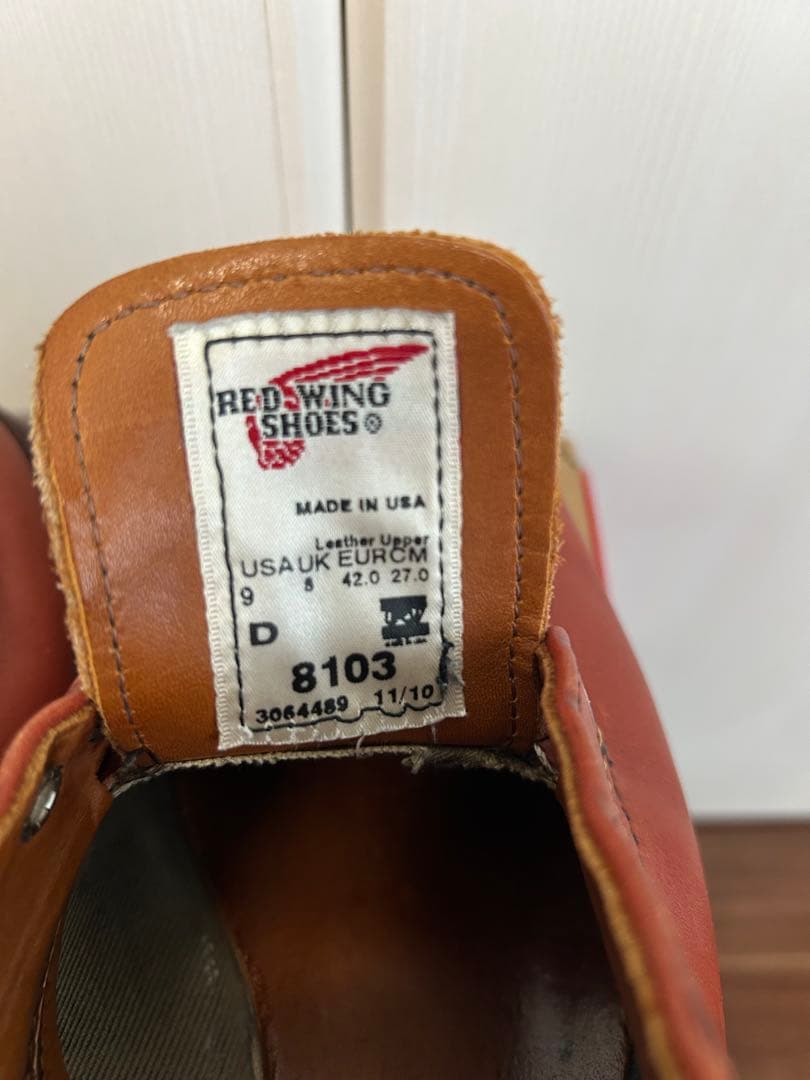 RED WING
SHOES®
MADE IN USA
Leather Upper
USA UK EUR CM
9 8 42.0 27.0
D
8103
3064489 11/10